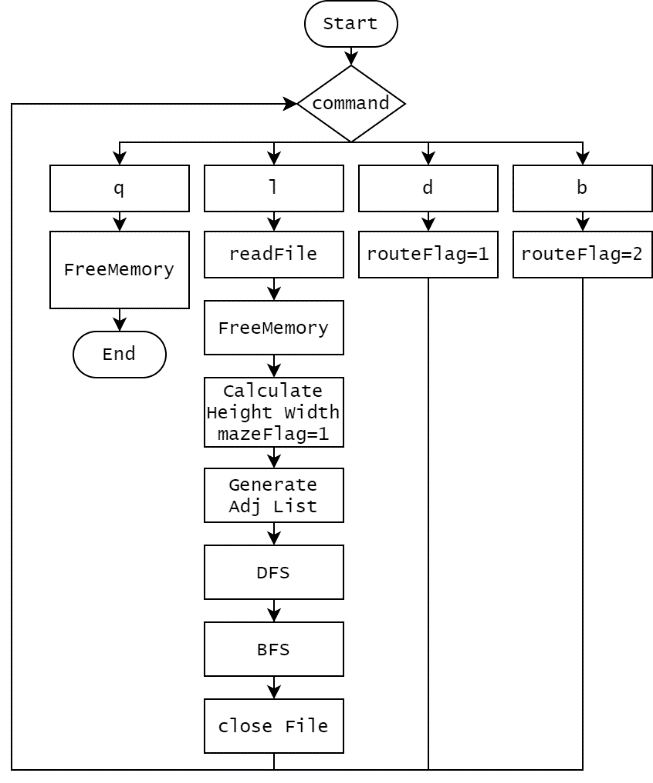 Start
command
q
l
d
b
FreeMemory
readFile
routeFlag=1
routeFlag=2
End
FreeMemory
Calculate
Height Width
mazeFlag=1
Generate
Adj List
DFS
BFS
close File